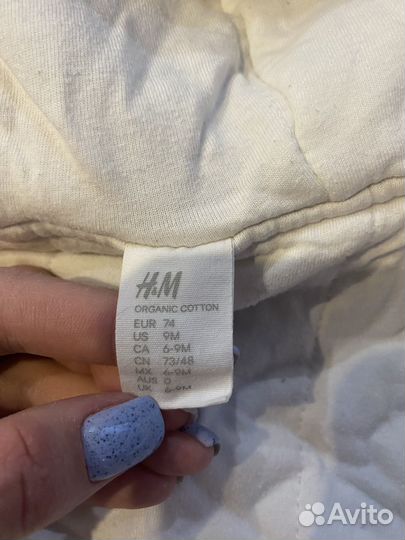 H&M
ORGANIC COTTON
EUR 74
US 9M
CA 6-9M
CN 73/48
MX 6-9M
AUS 0
UK 6-9M
Avito